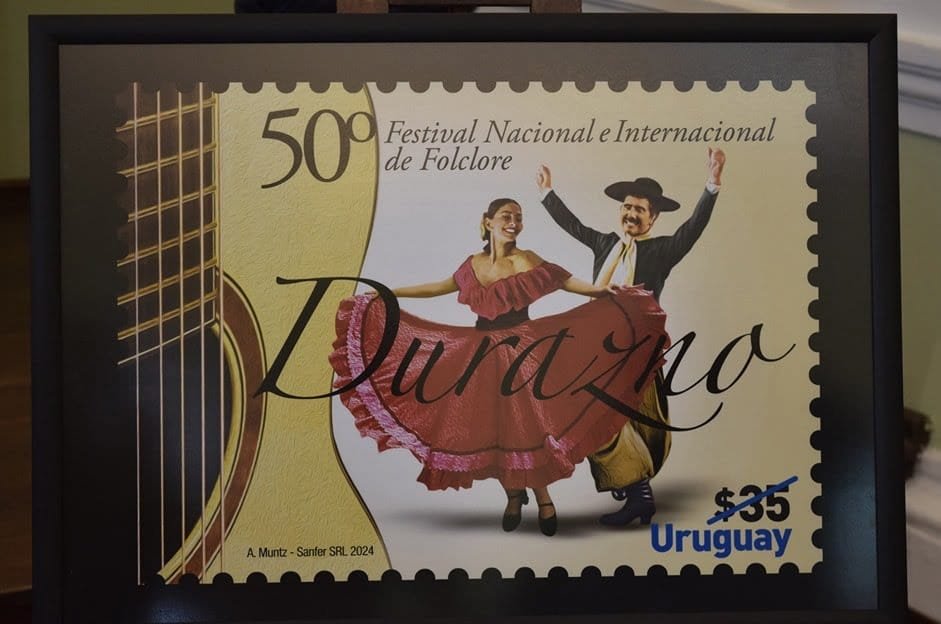 50º
Festival Nacional e Internacional
de Folclore
Durazno
$35
Uruguay
A. Muntz - Sanfer SRL 2024